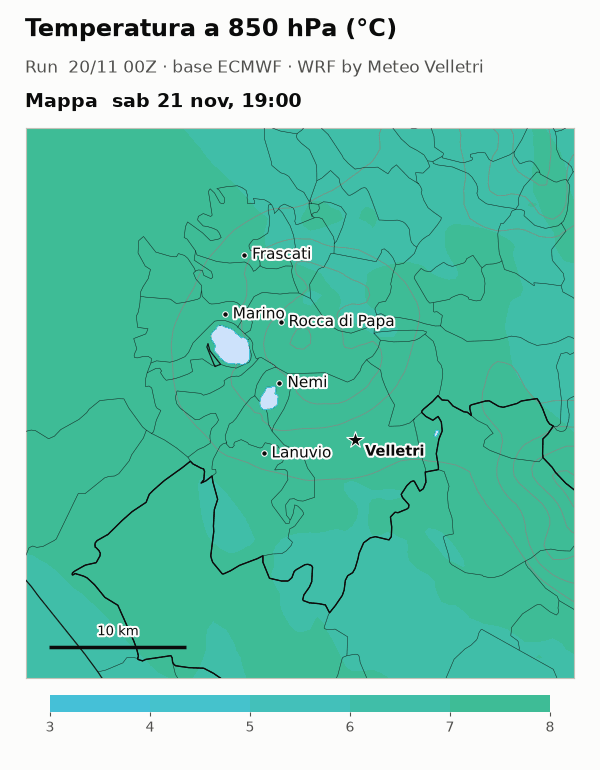 Temperatura a 850 hPa (°C)
Run  20/11 00Z · base ECMWF · WRF by Meteo Velletri
Mappa  sab 21 nov, 19:00
Frascati
Marino
Rocca di Papa
Nemi
Velletri
Lanuvio
10 km
3 4 5 6 7 8